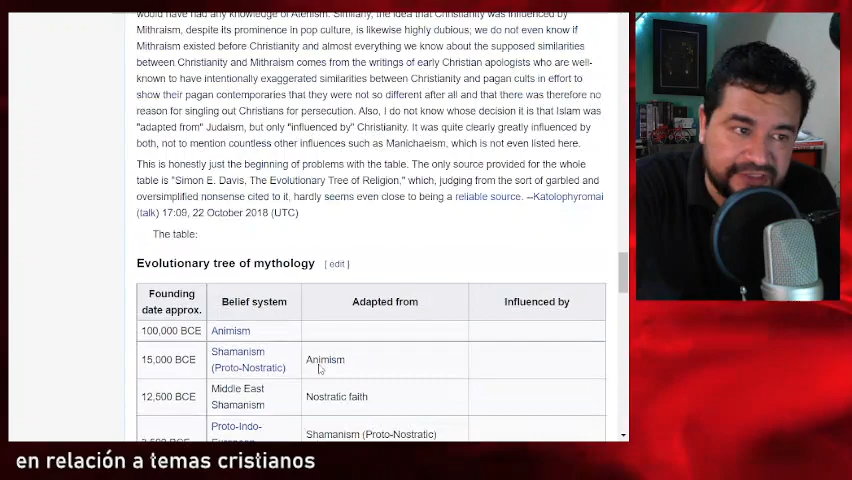 would have had any knowledge of Atenism. Similarly, the idea that Christianity was influenced by
Mithraism, despite its prominence in pop culture, is likewise highly dubious; we do not even know if
Mithraism existed before Christianity and almost everything we know about the supposed similarities
between Christianity and Mithraism comes from the writings of early Christian apologists who are well-
known to have intentionally exaggerated similarities between Christianity and pagan cults in effort to
show their pagan contemporaries that they were not so different after all and that there was therefore no
reason for singling out Christians for persecution. Also, I do not know whose decision it is that Islam was
"adapted from" Judaism, but only "influenced by" Christianity. It was quite clearly greatly influenced by
both, not to mention countless other influences such as Manichaeism, which is not even listed here.
This is honestly just the beginning of problems with the table. The only source provided for the whole
table is "Simon E. Davis, The Evolutionary Tree of Religion," which, judging from the sort of garbled and
oversimplified nonsense cited to it, hardly seems even close to being a reliable source. --Katolophyromai
(talk) 17:09, 22 October 2018 (UTC)
The table:
Evolutionary tree of mythology [ edit ]
Founding date approx. Belief system Adapted from Influenced by
100,000 BCE Animism
15,000 BCE Shamanism (Proto-Nostratic) Animism
12,500 BCE Middle East Shamanism Nostratic faith
Proto-Indo- Shamanism (Proto-Nostratic)
en relación a temas cristianos